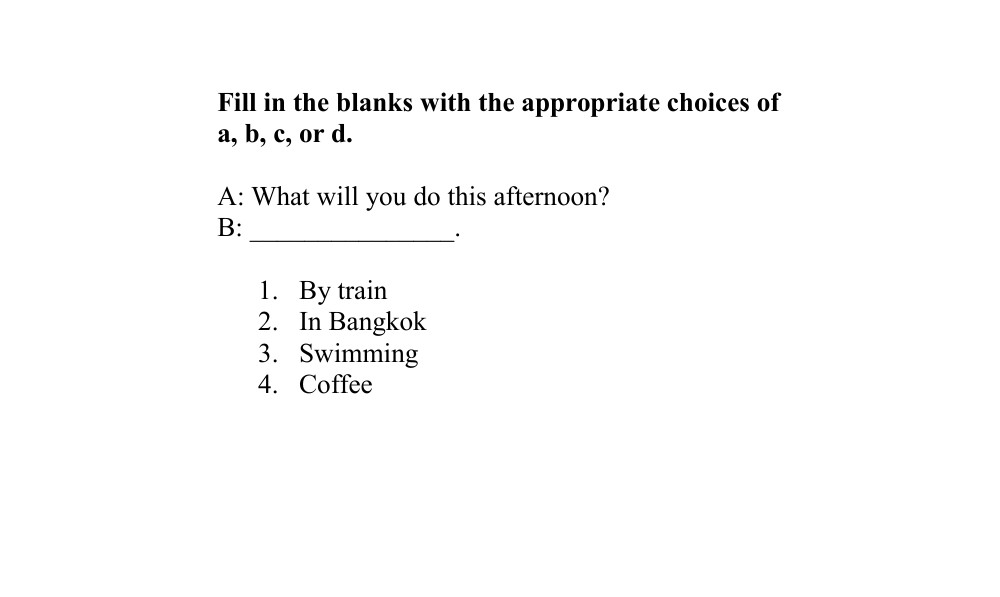 Fill in the blanks with the appropriate choices of
a, b, c, or d.
A: What will you do this afternoon?
B: _______________.
1. By train
2. In Bangkok
3. Swimming
4. Coffee